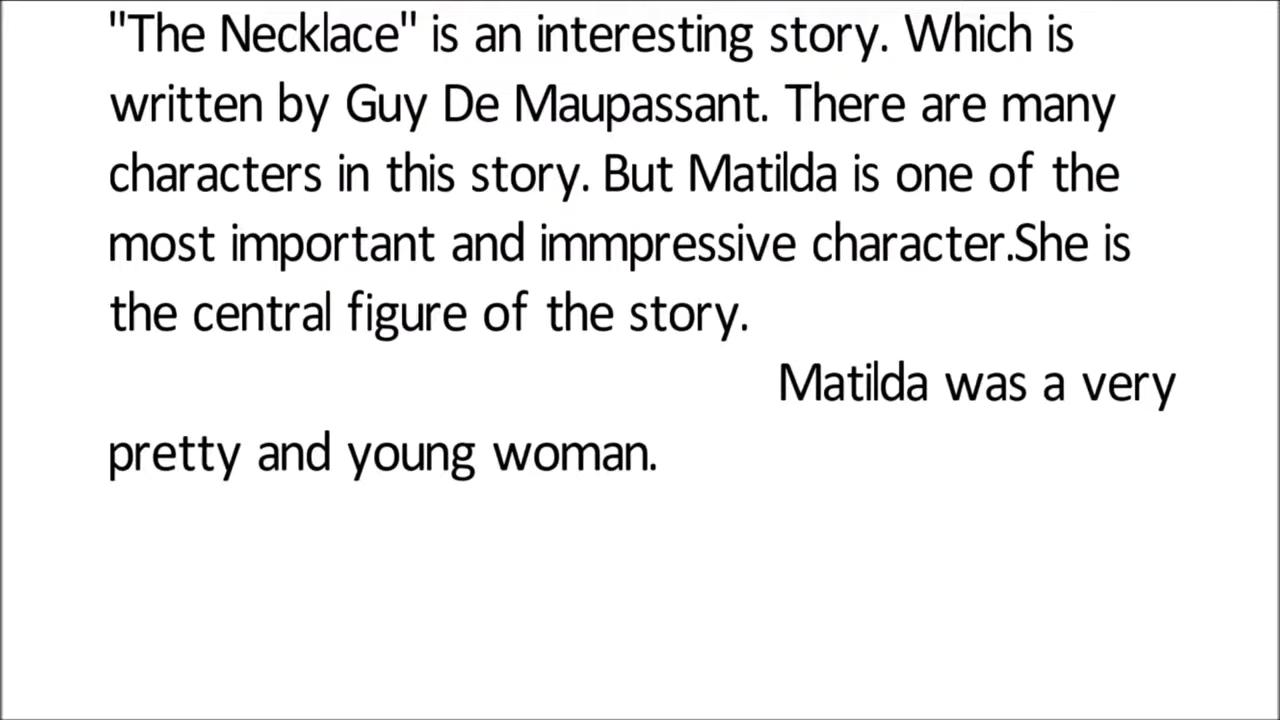 "The Necklace" is an interesting story. Which is
written by Guy De Maupassant. There are many
characters in this story. But Matilda is one of the
most important and immpressive character.She is
the central figure of the story.
Matilda was a very
pretty and young woman.